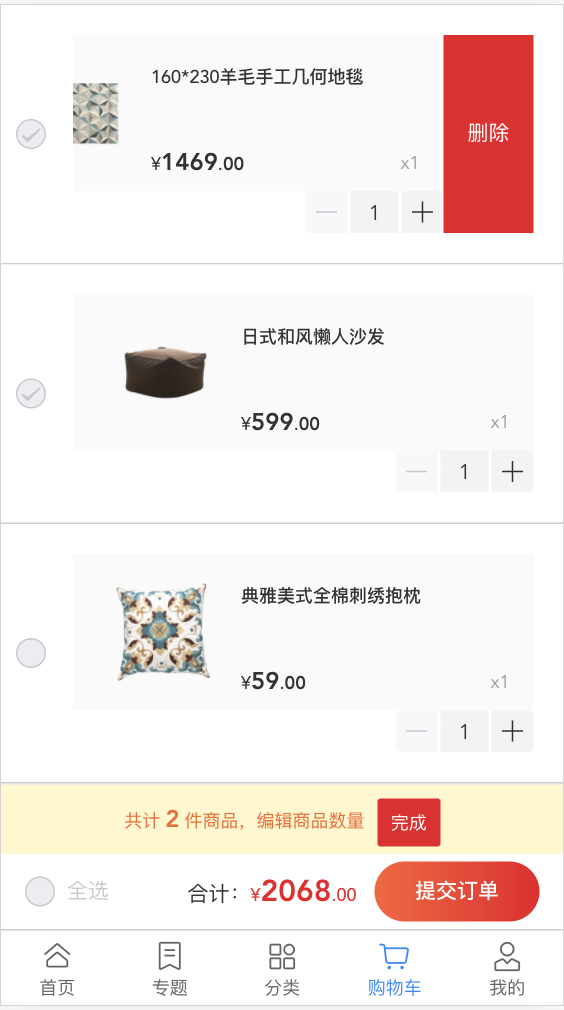 160*230羊毛手工几何地毯
删除
¥1469.00 x1
1
日式和风懒人沙发
¥599.00 x1
1
典雅美式全棉刺绣抱枕
¥59.00 x1
1
共计 2 件商品，编辑商品数量 完成
全选 合计：¥2068.00 提交订单
首页 专题 分类 购物车 我的